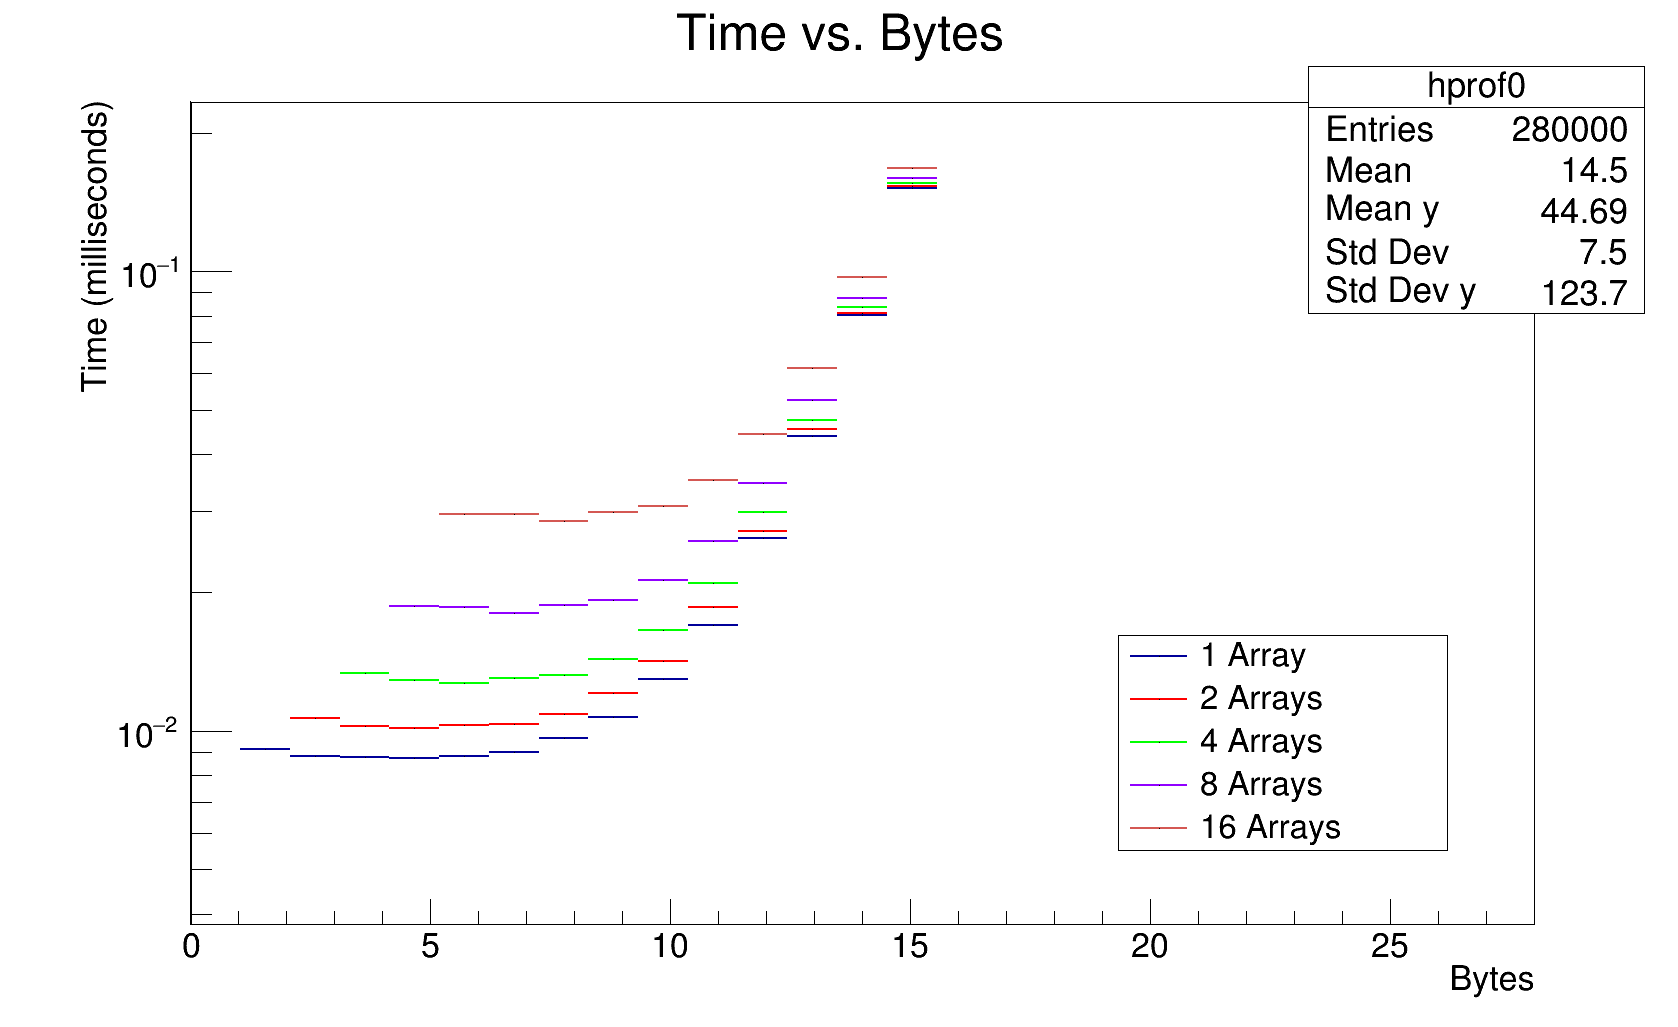 Time vs. Bytes
hprof0
Entries 280000
Mean 14.5
Mean y 44.69
Std Dev 7.5
Std Dev y 123.7
Time (milliseconds)
10⁻¹
10⁻²
1 Array
2 Arrays
4 Arrays
8 Arrays
16 Arrays
0 5 10 15 20 25
Bytes